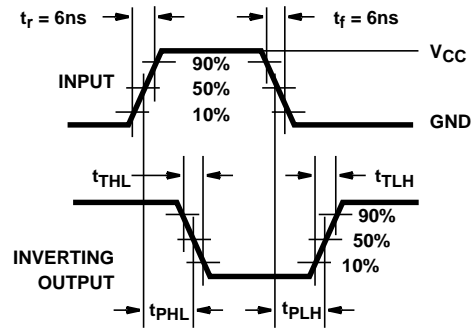 tr = 6ns
tf = 6ns
VCC
90%
INPUT
50%
10%
GND
tTHL
tTLH
90%
50%
10%
INVERTING
OUTPUT
tPHL
tPLH